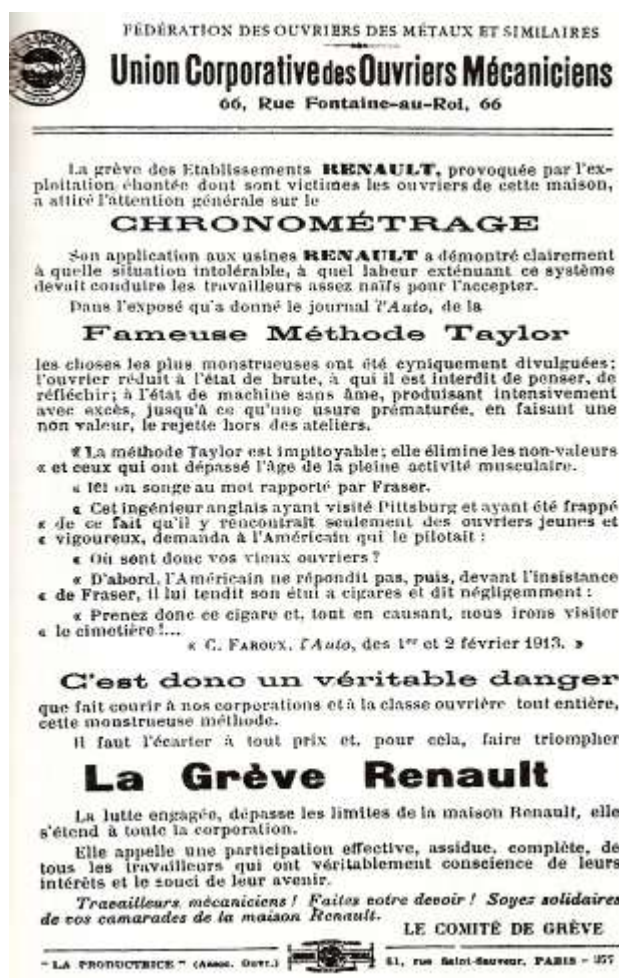 FÉDÉRATION DES OUVRIERS DES MÉTAUX ET SIMILAIRES
Union Corporative des Ouvriers Mécaniciens
66, Rue Fontaine-au-Roi, 66
La grève des Etablissements RENAULT, provoquée par l'ex-
ploitation éhontée dont sont victimes les ouvriers de cette maison,
a attiré l'attention générale sur le
CHRONOMÉTRAGE
Son application aux usines RENAULT a démontré clairement
à quelle situation intolérable, à quel labeur exténuant ce système
devait conduire les travailleurs assez naïfs pour l'accepter.
Dans l'exposé qu'a donné le journal l'Auto, de la
Fameuse Méthode Taylor
les choses les plus monstrueuses ont été cyniquement divulguées;
l'ouvrier réduit à l'état de brute, à qui il est interdit de penser, de
réfléchir; à l'état de machine sans âme, produisant intensivement
avec excès, jusqu'à ce qu'une usure prématurée, en faisant une
non valeur, le rejette hors des ateliers.
« La méthode Taylor est impitoyable; elle élimine les non-valeurs
« et ceux qui ont dépassé l'âge de la pleine activité musculaire.
« Ici on songe au mot rapporté par Fraser.
« Cet ingénieur anglais ayant visité Pittsburg et ayant été frappé
« de ce fait qu'il y rencontrait seulement des ouvriers jeunes et
« vigoureux, demanda à l'Américain qui le pilotait :
« Où sont donc vos vieux ouvriers ?
« D'abord, l'Américain ne répondit pas, puis, devant l'insistance
« de Fraser, il lui tendit son étui a cigares et dit négligemment :
« Prenez donc ce cigare et, tout en causant, nous irons visiter
« le cimetière !...
« C. FAROUX, l'Auto, des 1er et 2 février 1913. »
C'est donc un véritable danger
que fait courir à nos corporations et à la classe ouvrière tout entière,
cette monstrueuse méthode.
Il faut l'écarter à tout prix et, pour cela, faire triompher
La Grève Renault
La lutte engagée, dépasse les limites de la maison Renault, elle
s'étend à toute la corporation.
Elle appelle une participation effective, assidue, complète, de
tous les travailleurs qui ont véritablement conscience de leurs
intérêts et le souci de leur avenir.
Travailleurs mécaniciens ! Faites votre devoir ! Soyez solidaires
de vos camarades de la maison Renault.
LE COMITÉ DE GRÈVE
"LA PRODUCTRICE" (Assoc. Ouvr.) 51, rue Saint-Sauveur, PARIS - 377